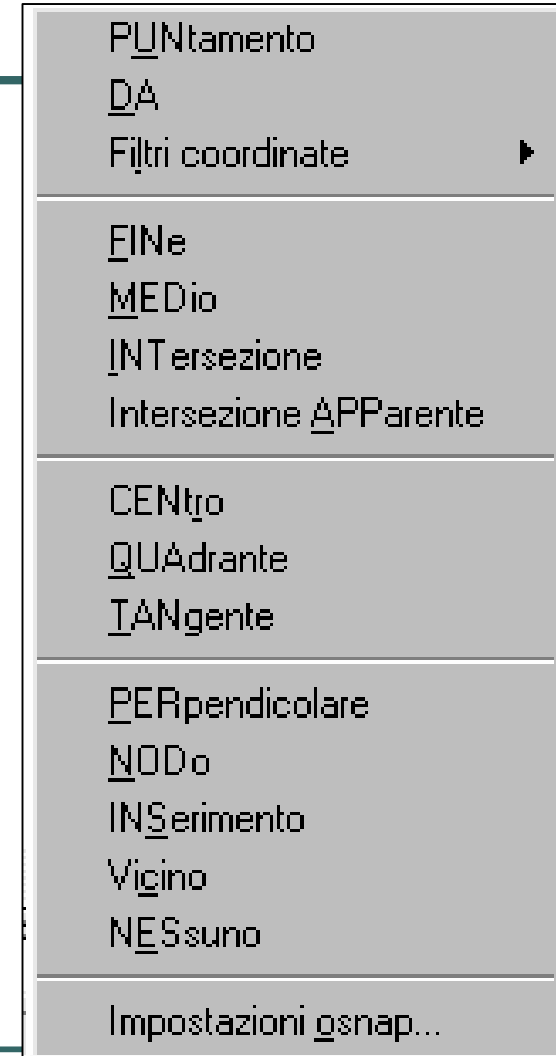 PUNtamento
DA
Filtri coordinate
FINe
MEDio
INTersezione
Intersezione APParente
CENtro
QUAdrante
TANgente
PERpendicolare
NODo
INSerimento
Vicino
NESsuno
Impostazioni osnap...